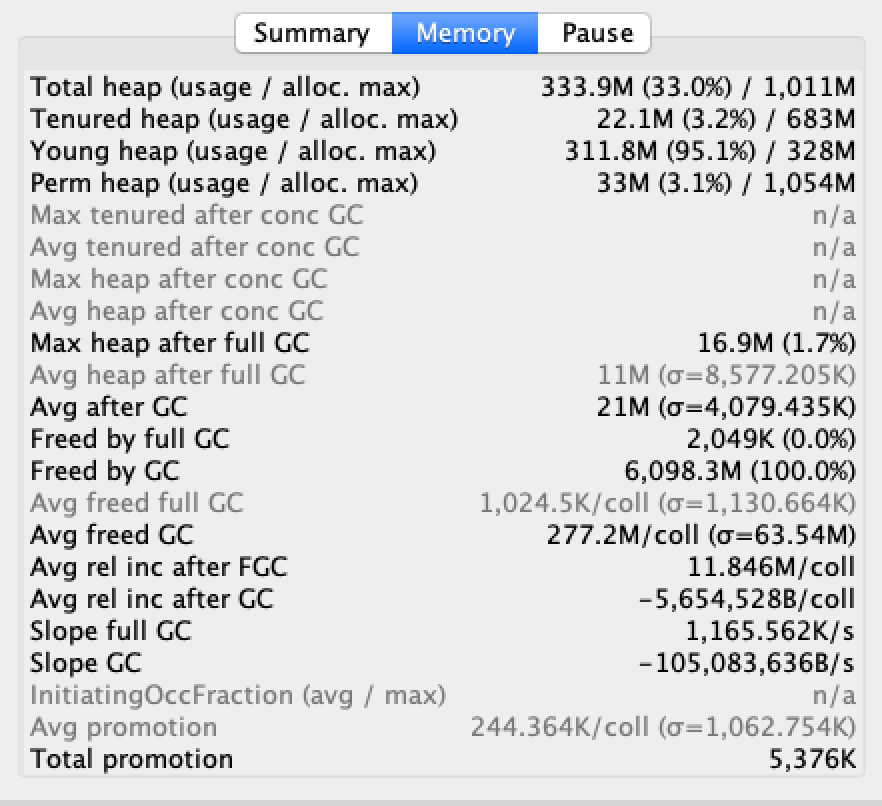 Summary Memory Pause
Total heap (usage / alloc. max) 333.9M (33.0%) / 1,011M
Tenured heap (usage / alloc. max) 22.1M (3.2%) / 683M
Young heap (usage / alloc. max) 311.8M (95.1%) / 328M
Perm heap (usage / alloc. max) 33M (3.1%) / 1,054M
Max tenured after conc GC n/a
Avg tenured after conc GC n/a
Max heap after conc GC n/a
Avg heap after conc GC n/a
Max heap after full GC 16.9M (1.7%)
Avg heap after full GC 11M (σ=8,577.205K)
Avg after GC 21M (σ=4,079.435K)
Freed by full GC 2,049K (0.0%)
Freed by GC 6,098.3M (100.0%)
Avg freed full GC 1,024.5K/coll (σ=1,130.664K)
Avg freed GC 277.2M/coll (σ=63.54M)
Avg rel inc after FGC 11.846M/coll
Avg rel inc after GC -5,654,528B/coll
Slope full GC 1,165.562K/s
Slope GC -105,083,636B/s
InitiatingOccFraction (avg / max) n/a
Avg promotion 244.364K/coll (σ=1,062.754K)
Total promotion 5,376K